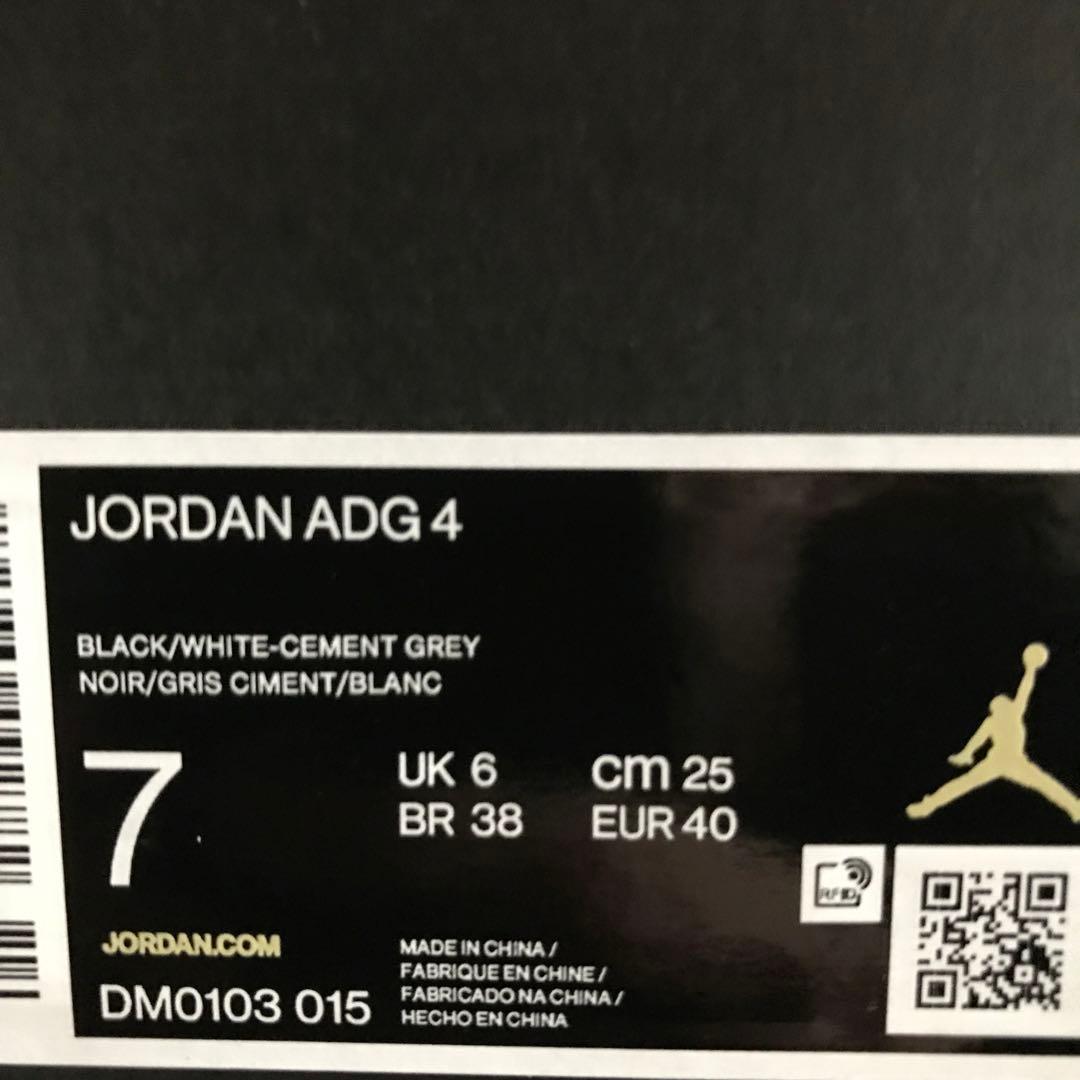 JORDAN ADG 4
BLACK/WHITE-CEMENT GREY
NOIR/GRIS CIMENT/BLANC
7
UK 6 cm 25
BR 38 EUR 40
RFID
JORDAN.COM
DM0103 015
MADE IN CHINA /
FABRIQUE EN CHINE /
FABRICADO NA CHINA /
HECHO EN CHINA